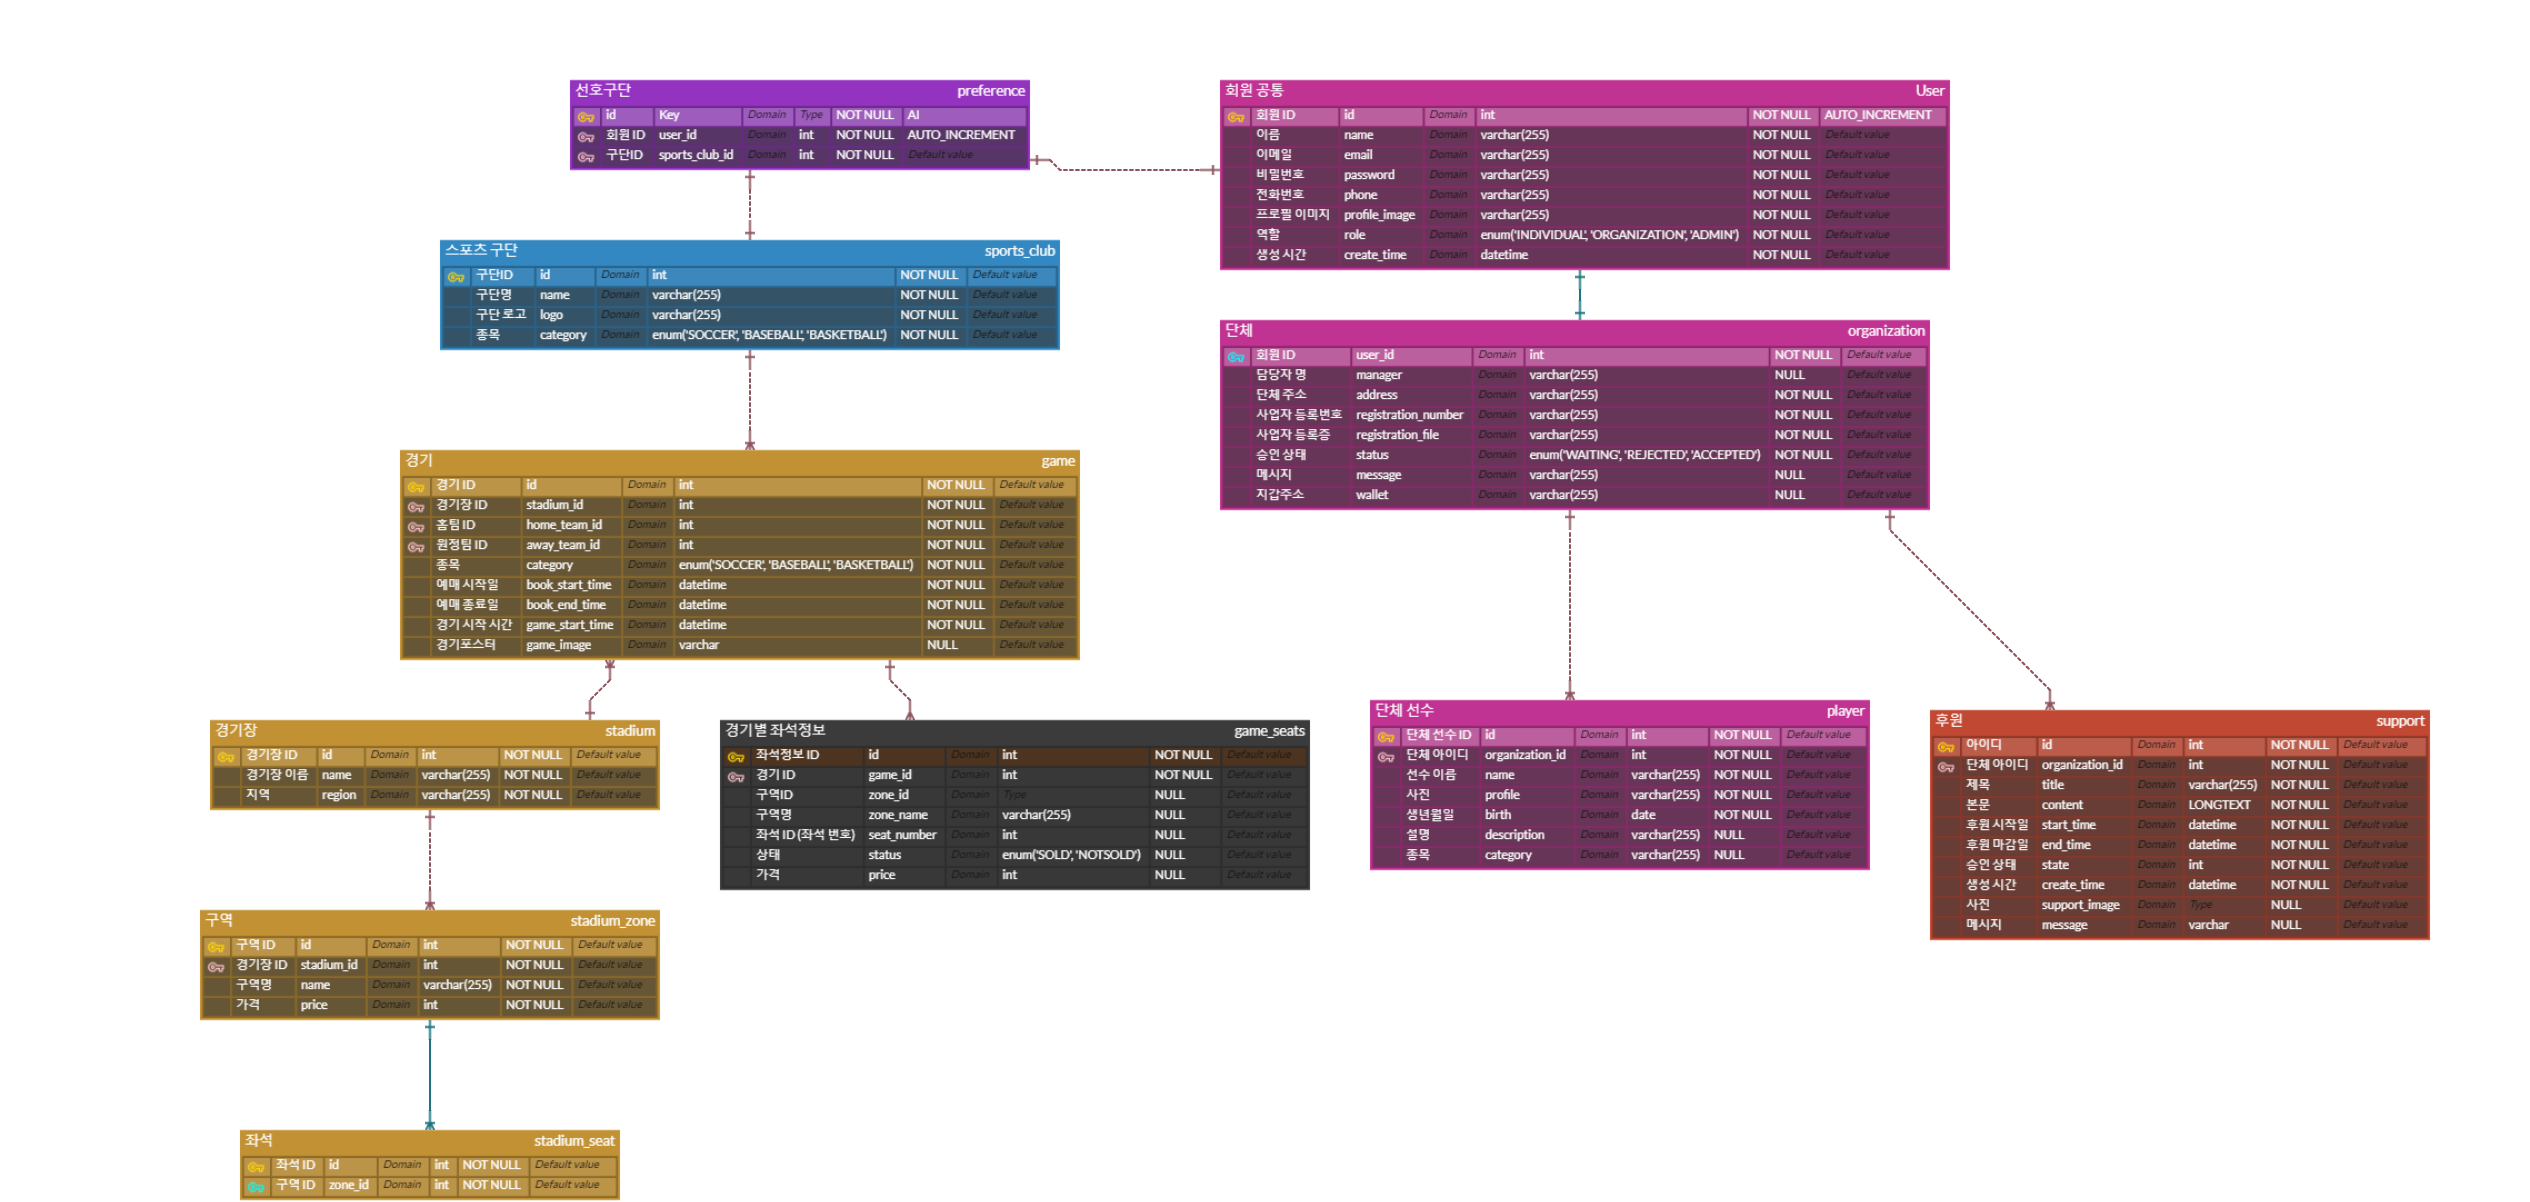 선호구단 preference
id Key Domain Type NOT NULL AI
회원 ID user_id Domain int NOT NULL AUTO_INCREMENT
구단ID sports_club_id Domain int NOT NULL Default value
회원 공통 User
회원 ID id Domain int NOT NULL AUTO_INCREMENT
이름 name Domain varchar(255) NOT NULL Default value
이메일 email Domain varchar(255) NOT NULL Default value
비밀번호 password Domain varchar(255) NOT NULL Default value
전화번호 phone Domain varchar(255) NOT NULL Default value
프로필 이미지 profile_image Domain varchar(255) NOT NULL Default value
역할 role Domain enum('INDIVIDUAL', 'ORGANIZATION', 'ADMIN') NOT NULL Default value
생성 시간 create_time Domain datetime NOT NULL Default value
스포츠 구단 sports_club
구단ID id Domain int NOT NULL Default value
구단명 name Domain varchar(255) NOT NULL Default value
구단 로고 logo Domain varchar(255) NOT NULL Default value
종목 category Domain enum('SOCCER', 'BASEBALL', 'BASKETBALL') NOT NULL Default value
단체 organization
회원 ID user_id Domain int NOT NULL Default value
담당자 명 manager Domain varchar(255) NULL Default value
단체 주소 address Domain varchar(255) NOT NULL Default value
사업자 등록번호 registration_number Domain varchar(255) NOT NULL Default value
사업자 등록증 registration_file Domain varchar(255) NOT NULL Default value
승인 상태 status Domain enum('WAITING', 'REJECTED', 'ACCEPTED') NOT NULL Default value
메시지 message Domain varchar(255) NULL Default value
지갑주소 wallet Domain varchar(255) NULL Default value
경기 game
경기 ID id Domain int NOT NULL Default value
경기장 ID stadium_id Domain int NOT NULL Default value
홈팀 ID home_team_id Domain int NOT NULL Default value
원정팀 ID away_team_id Domain int NOT NULL Default value
종목 category Domain enum('SOCCER', 'BASEBALL', 'BASKETBALL') NOT NULL Default value
예매 시작일 book_start_time Domain datetime NOT NULL Default value
예매 종료일 book_end_time Domain datetime NOT NULL Default value
경기 시작 시간 game_start_time Domain datetime NOT NULL Default value
경기포스터 game_image Domain varchar NULL Default value
경기장 stadium
경기장 ID id Domain int NOT NULL Default value
경기장 이름 name Domain varchar(255) NOT NULL Default value
지역 region Domain varchar(255) NOT NULL Default value
경기별 좌석정보 game_seats
좌석정보 ID id Domain int NOT NULL Default value
경기 ID game_id Domain int NOT NULL Default value
구역ID zone_id Domain Type NULL Default value
구역명 zone_name Domain varchar(255) NULL Default value
좌석 ID (좌석 번호) seat_number Domain int NULL Default value
상태 status Domain enum('SOLD', 'NOTSOLD') NULL Default value
가격 price Domain int NULL Default value
단체 선수 player
단체 선수 ID id Domain int NOT NULL Default value
단체 아이디 organization_id Domain int NOT NULL Default value
선수 이름 name Domain varchar(255) NOT NULL Default value
사진 profile Domain varchar(255) NOT NULL Default value
생년월일 birth Domain date NOT NULL Default value
설명 description Domain varchar(255) NULL Default value
종목 category Domain varchar(255) NULL Default value
후원 support
아이디 id Domain int NOT NULL Default value
단체 아이디 organization_id Domain int NOT NULL Default value
제목 title Domain varchar(255) NOT NULL Default value
본문 content Domain LONGTEXT NOT NULL Default value
후원 시작일 start_time Domain datetime NOT NULL Default value
후원 마감일 end_time Domain datetime NOT NULL Default value
승인 상태 state Domain int NOT NULL Default value
생성 시간 create_time Domain datetime NOT NULL Default value
사진 support_image Domain Type NULL Default value
메시지 message Domain varchar NULL Default value
구역 stadium_zone
구역 ID id Domain int NOT NULL Default value
경기장 ID stadium_id Domain int NOT NULL Default value
구역명 name Domain varchar(255) NOT NULL Default value
가격 price Domain int NOT NULL Default value
좌석 stadium_seat
좌석 ID id Domain int NOT NULL Default value
구역 ID zone_id Domain int NOT NULL Default value